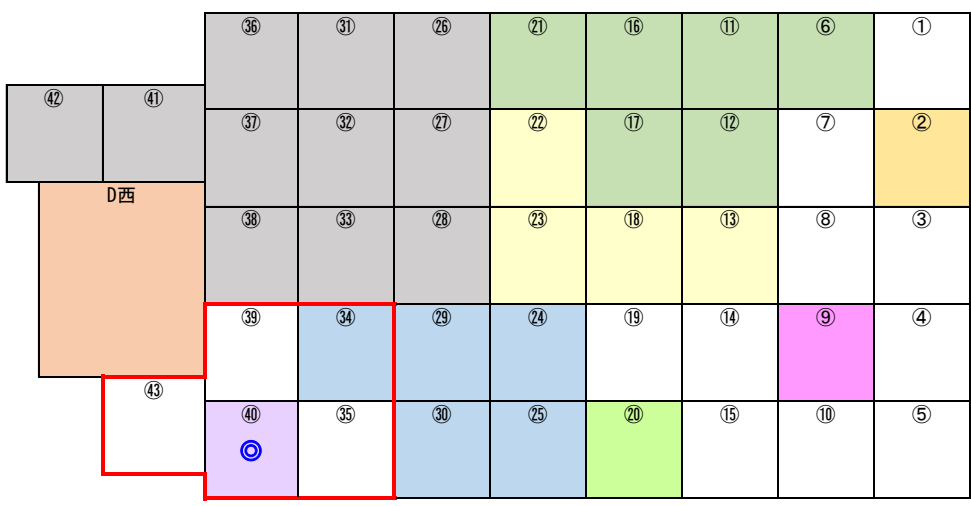 ㊱ ㉛ ㉖ ㉑ ⑯ ⑪ ⑥ ①
㊷ ㊶
㊲ ㉜ ㉗ ㉒ ⑰ ⑫ ⑦ ②
D西
㊳ ㉝ ㉘ ㉓ ⑱ ⑬ ⑧ ③
㊴ ㉞ ㉙ ㉔ ⑲ ⑭ ⑨ ④
㊸
㊵ ㉟ ㉚ ㉕ ⑳ ⑮ ⑩ ⑤
◎